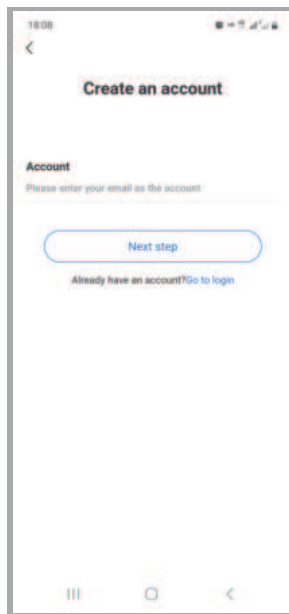 18:08
Create an account
Account
Please enter your email as the account
Next step
Already have an account?Go to login